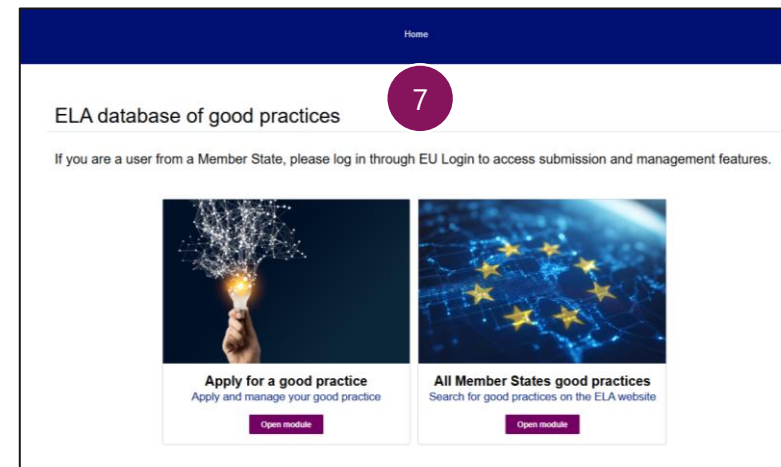 Home
7
ELA database of good practices
If you are a user from a Member State, please log in through EU Login to access submission and management features.
Apply for a good practice
Apply and manage your good practice
Open module
All Member States good practices
Search for good practices on the ELA website
Open module